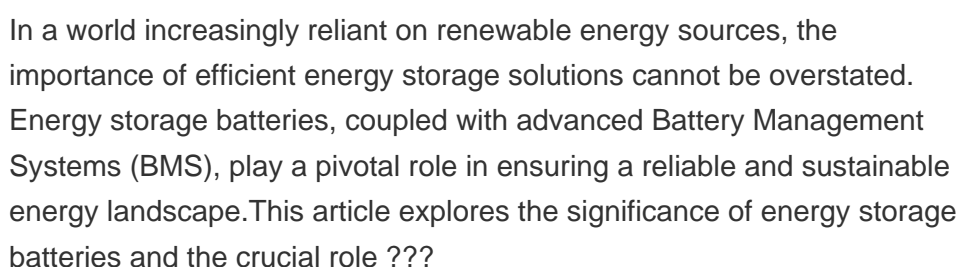 In a world increasingly reliant on renewable energy sources, the
importance of efficient energy storage solutions cannot be overstated.
Energy storage batteries, coupled with advanced Battery Management
Systems (BMS), play a pivotal role in ensuring a reliable and sustainable
energy landscape.This article explores the significance of energy storage
batteries and the crucial role ???